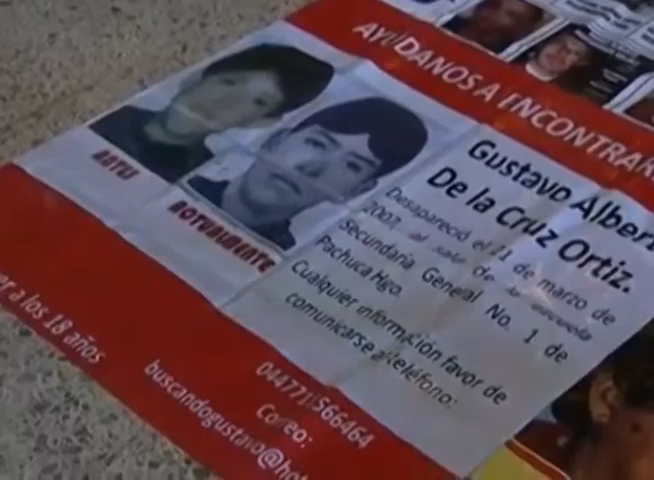 AYÚDANOS A ENCONTRAR
Gustavo Albert
De la Cruz Ortiz.
Desapareció el 21 de marzo de
2007, al salir de la escuela
Secundaria General No. 1 de
Pachuca Hgo.
Cualquier información favor de
comunicarse al teléfono:
ANTES
ACTUALMENTE
er a los 18 años
Correo:
buscandogustavo@hot